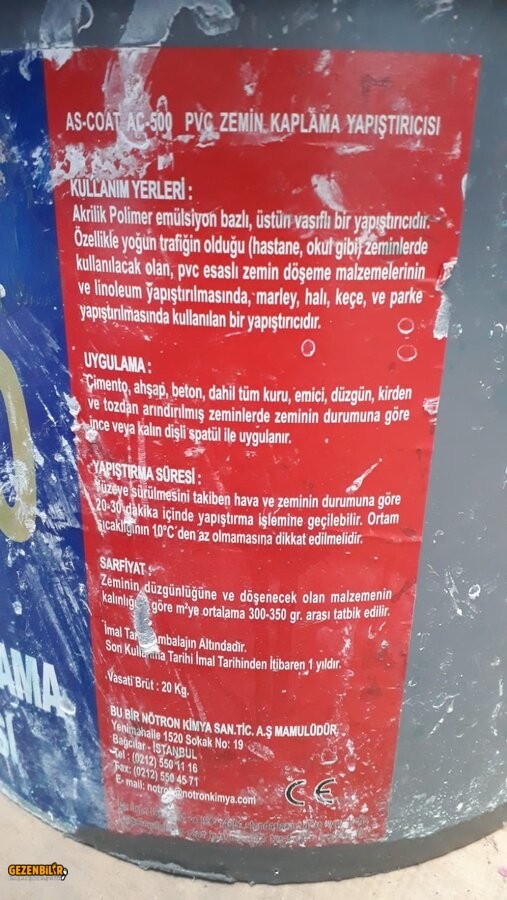 AS-COAT AC-500 PVC ZEMİN KAPLAMA YAPIŞTIRICISI
KULLANIM YERLERİ :
Akrilik Polimer emülsiyon bazlı, üstün vasıflı bir yapıştırıcıdır.
Özellikle yoğun trafiğin olduğu (hastane, okul gibi) zeminlerde
kullanılacak olan, pvc esaslı zemin döşeme malzemelerinin
ve linoleum yapıştırılmasında, marley, halı, keçe, ve parke
yapıştırılmasında kullanılan bir yapıştırıcıdır.
UYGULAMA :
Çimento, ahşap, beton, dahil tüm kuru, emici, düzgün, kirden
ve tozdan arındırılmış zeminlerde zeminin durumuna göre
ince veya kalın dişli spatül ile uygulanır.
YAPIŞTIRMA SÜRESİ :
Yüzeye sürülmesini takiben hava ve zeminin durumuna göre
20-30 dakika içinde yapıştırma işlemine geçilebilir. Ortam
sıcaklığının 10°C'den az olmamasına dikkat edilmelidir.
SARFİYAT :
Zeminin düzgünlüğüne ve döşenecek olan malzemenin
göre m²ye ortalama 300-350 gr. arası tatbik edilir.
İmal Altındadır.
Son Tarihi İmal Tarihinden İtibaren 1 yıldır.
Vasati Brüt : 20 Kg.
BU BİR NÖTRON KİMYA SAN.TİC. A.Ş MAMULÜDÜR
Yenimahalle 1520 Sokak No: 19
Bağcılar - İSTANBUL
Tel : (0212) 550 11 16
Fax: (0212) 550 45 71
E- mail: notron@notronkimya.com
CE
AMA
SI
GEZENBİLİR